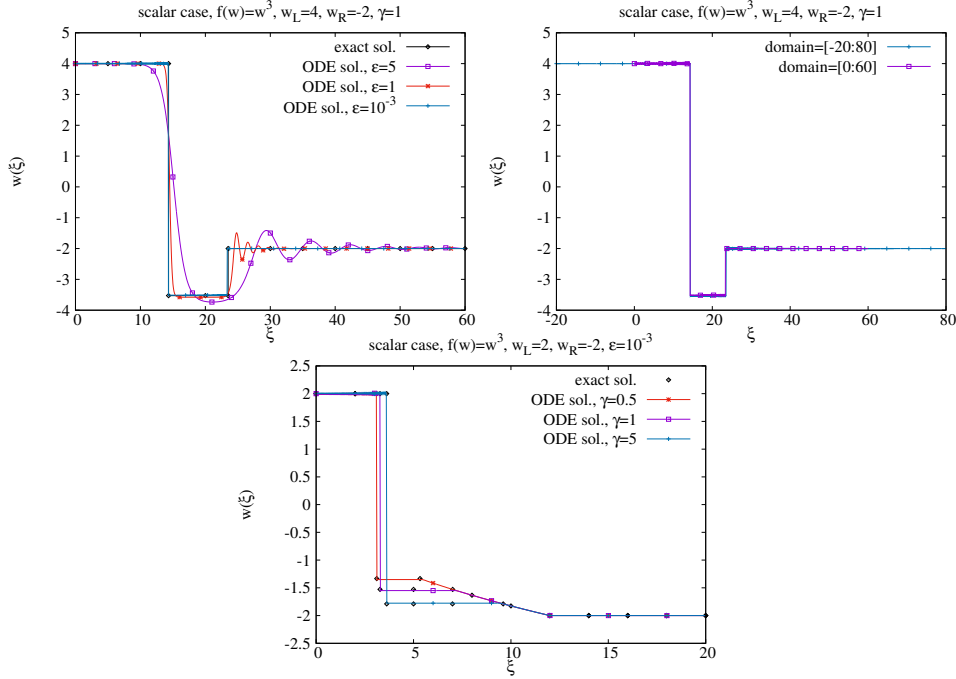 scalar case, f(w)=w³, w_L=4, w_R=-2, γ=1
exact sol.
ODE sol., ε=5
ODE sol., ε=1
ODE sol., ε=10⁻³
w(ξ)
5
4
3
2
1
0
-1
-2
-3
-4
0 10 20 30 40 50 60
ξ
scalar case, f(w)=w³, w_L=4, w_R=-2, γ=1
domain=[-20:80]
domain=[0:60]
w(ξ)
5
4
3
2
1
0
-1
-2
-3
-4
-20 0 20 40 60 80
ξ
scalar case, f(w)=w³, w_L=2, w_R=-2, ε=10⁻³
exact sol.
ODE sol., γ=0.5
ODE sol., γ=1
ODE sol., γ=5
w(ξ)
2.5
2
1.5
1
0.5
0
-0.5
-1
-1.5
-2
-2.5
0 5 10 15 20
ξ